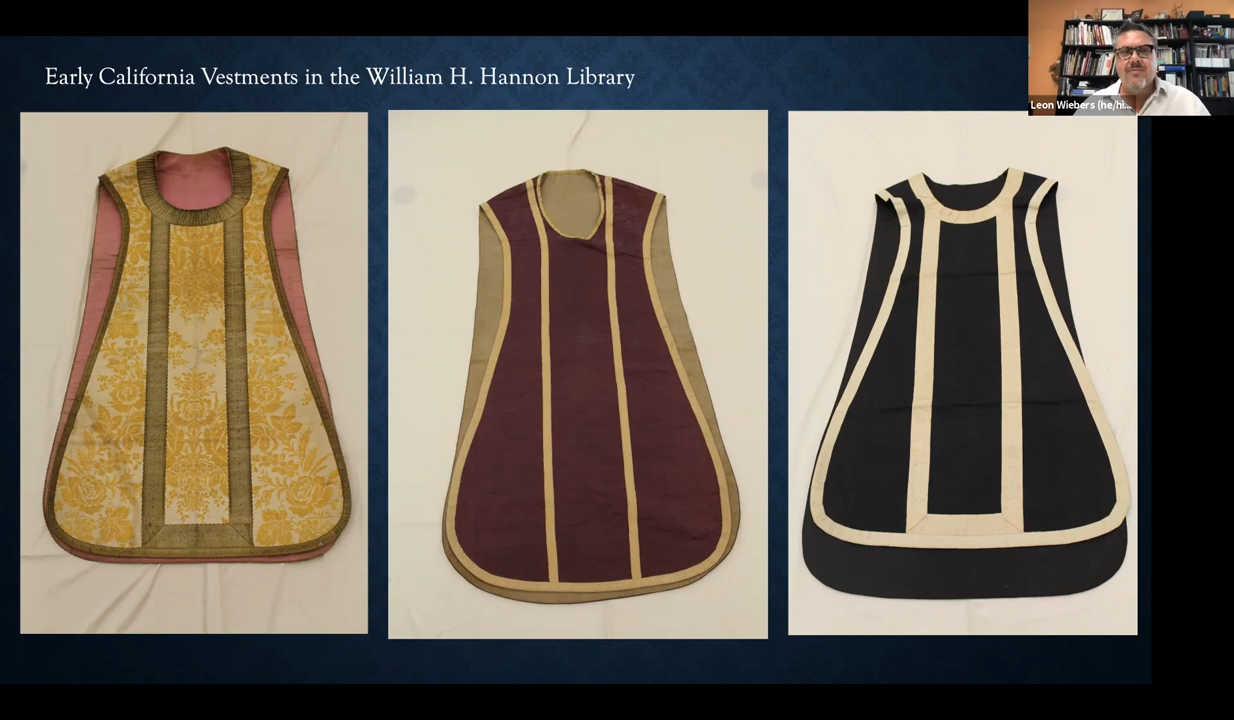 Early California Vestments in the William H. Hannon Library
Leon Wiebers (he/hi...